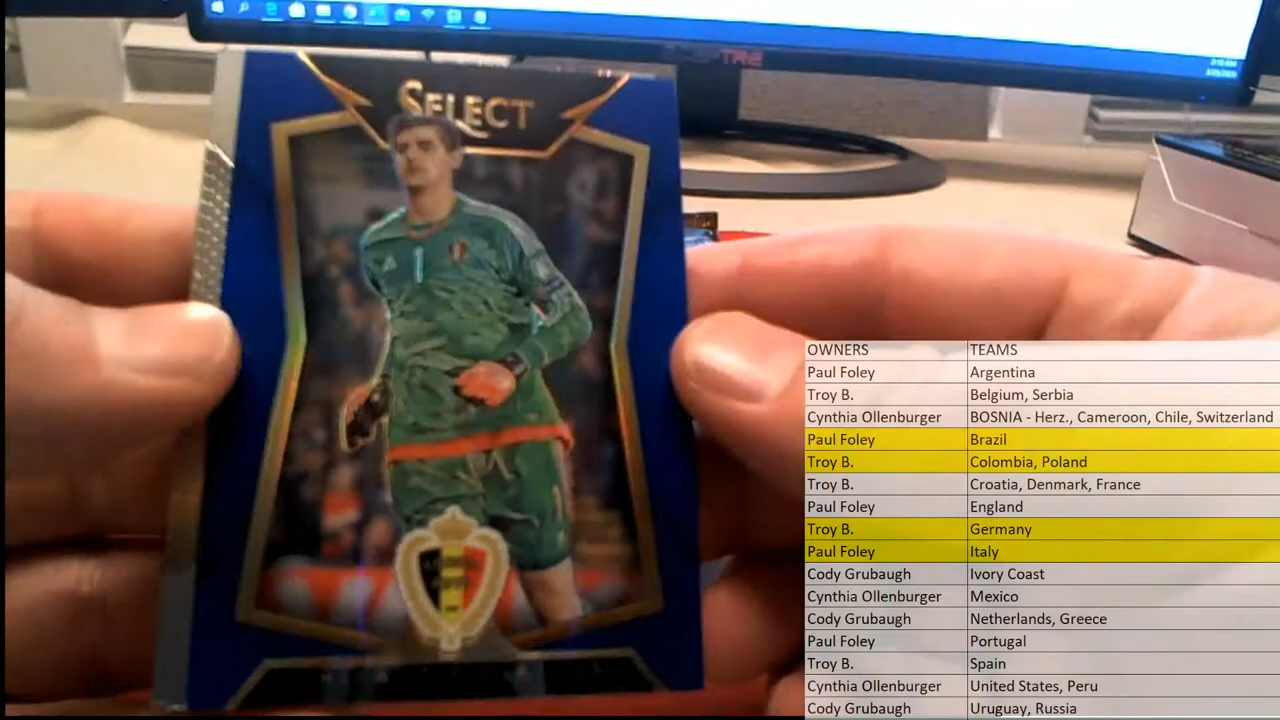 SELECT
OWNERS TEAMS
Paul Foley Argentina
Troy B. Belgium, Serbia
Cynthia Ollenburger BOSNIA - Herz., Cameroon, Chile, Switzerland
Paul Foley Brazil
Troy B. Colombia, Poland
Troy B. Croatia, Denmark, France
Paul Foley England
Troy B. Germany
Paul Foley Italy
Cody Grubaugh Ivory Coast
Cynthia Ollenburger Mexico
Cody Grubaugh Netherlands, Greece
Paul Foley Portugal
Troy B. Spain
Cynthia Ollenburger United States, Peru
Cody Grubaugh Uruguay, Russia